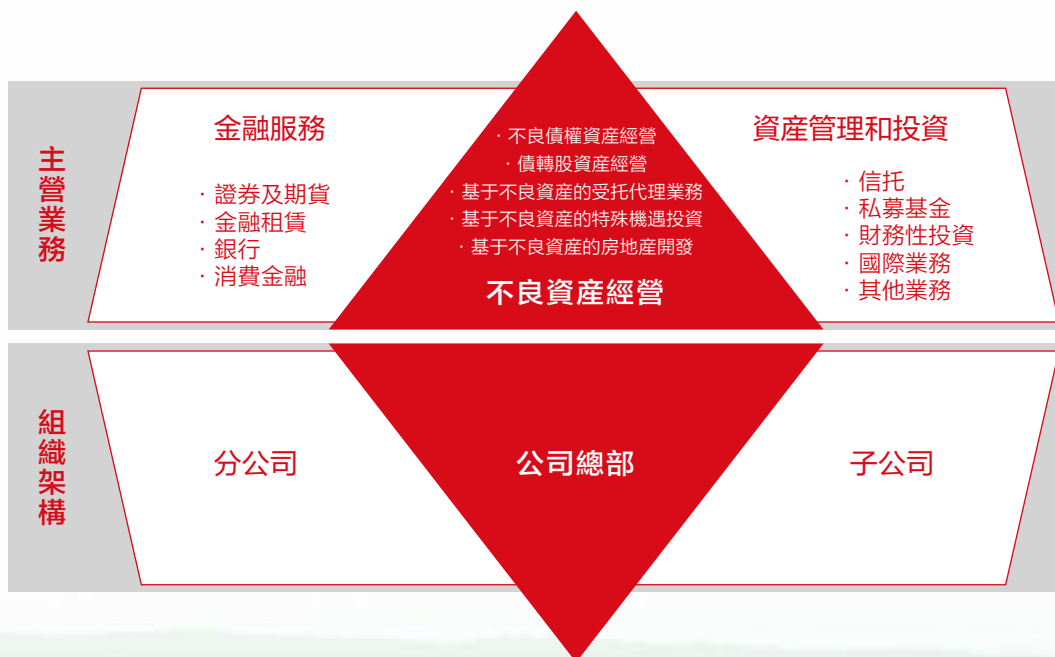 主營業務
金融服務
· 證券及期貨
· 金融租賃
· 銀行
· 消費金融
· 不良債權資產經營
· 債轉股資產經營
· 基于不良資產的受托代理業務
· 基于不良資產的特殊機遇投資
· 基于不良資產的房地產開發
不良資產經營
資產管理和投資
· 信托
· 私募基金
· 財務性投資
· 國際業務
· 其他業務
組織架構
分公司
公司總部
子公司